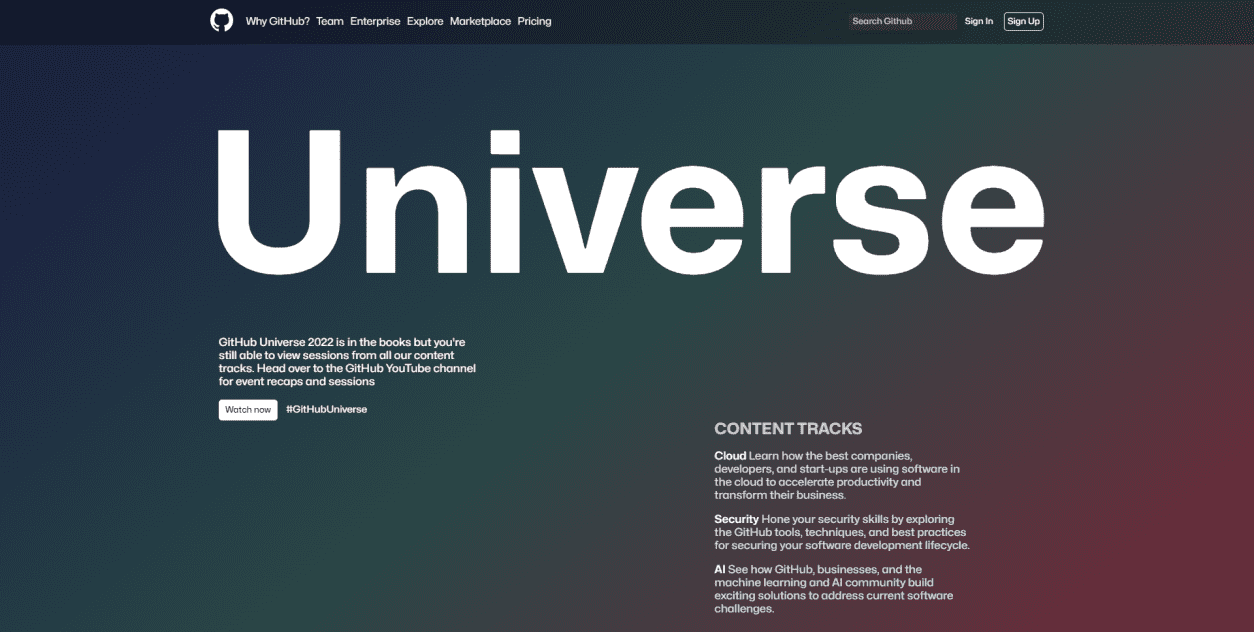 Why GitHub? Team Enterprise Explore Marketplace Pricing Search Github Sign In Sign Up
Universe
GitHub Universe 2022 is in the books but you're
still able to view sessions from all our content
tracks. Head over to the GitHub YouTube channel
for event recaps and sessions
Watch now #GitHubUniverse
CONTENT TRACKS
Cloud Learn how the best companies,
developers, and start-ups are using software in
the cloud to accelerate productivity and
transform their business.
Security Hone your security skills by exploring
the GitHub tools, techniques, and best practices
for securing your software development lifecycle.
AI See how GitHub, businesses, and the
machine learning and AI community build
exciting solutions to address current software
challenges.